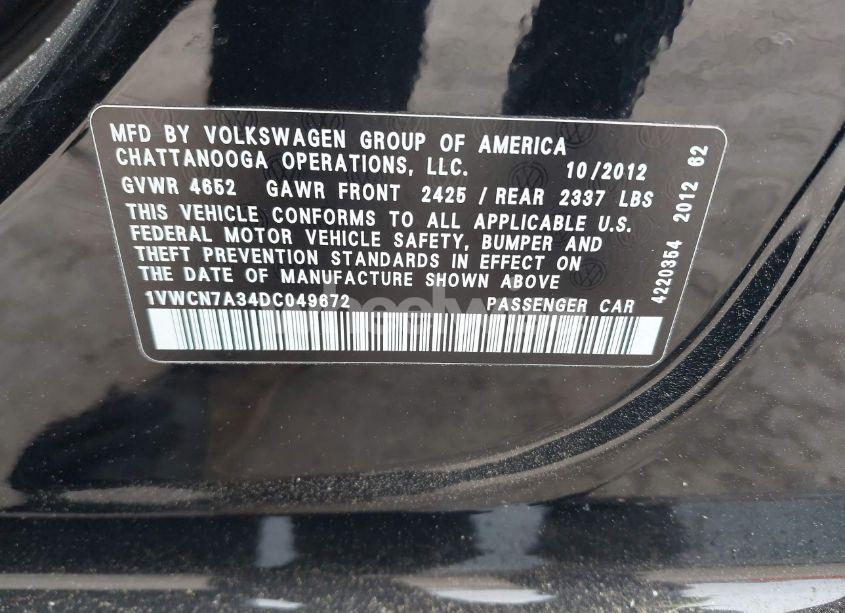 MFD BY VOLKSWAGEN GROUP OF AMERICA
CHATTANOOGA OPERATIONS, LLC. 10/2012
GVWR 4652 GAWR FRONT 2425 / REAR 2337 LBS
THIS VEHICLE CONFORMS TO ALL APPLICABLE U.S.
FEDERAL MOTOR VEHICLE SAFETY, BUMPER AND
THEFT PREVENTION STANDARDS IN EFFECT ON
THE DATE OF MANUFACTURE SHOWN ABOVE
1VWCN7A34DC049672 PASSENGER CAR
4220354 2012 62